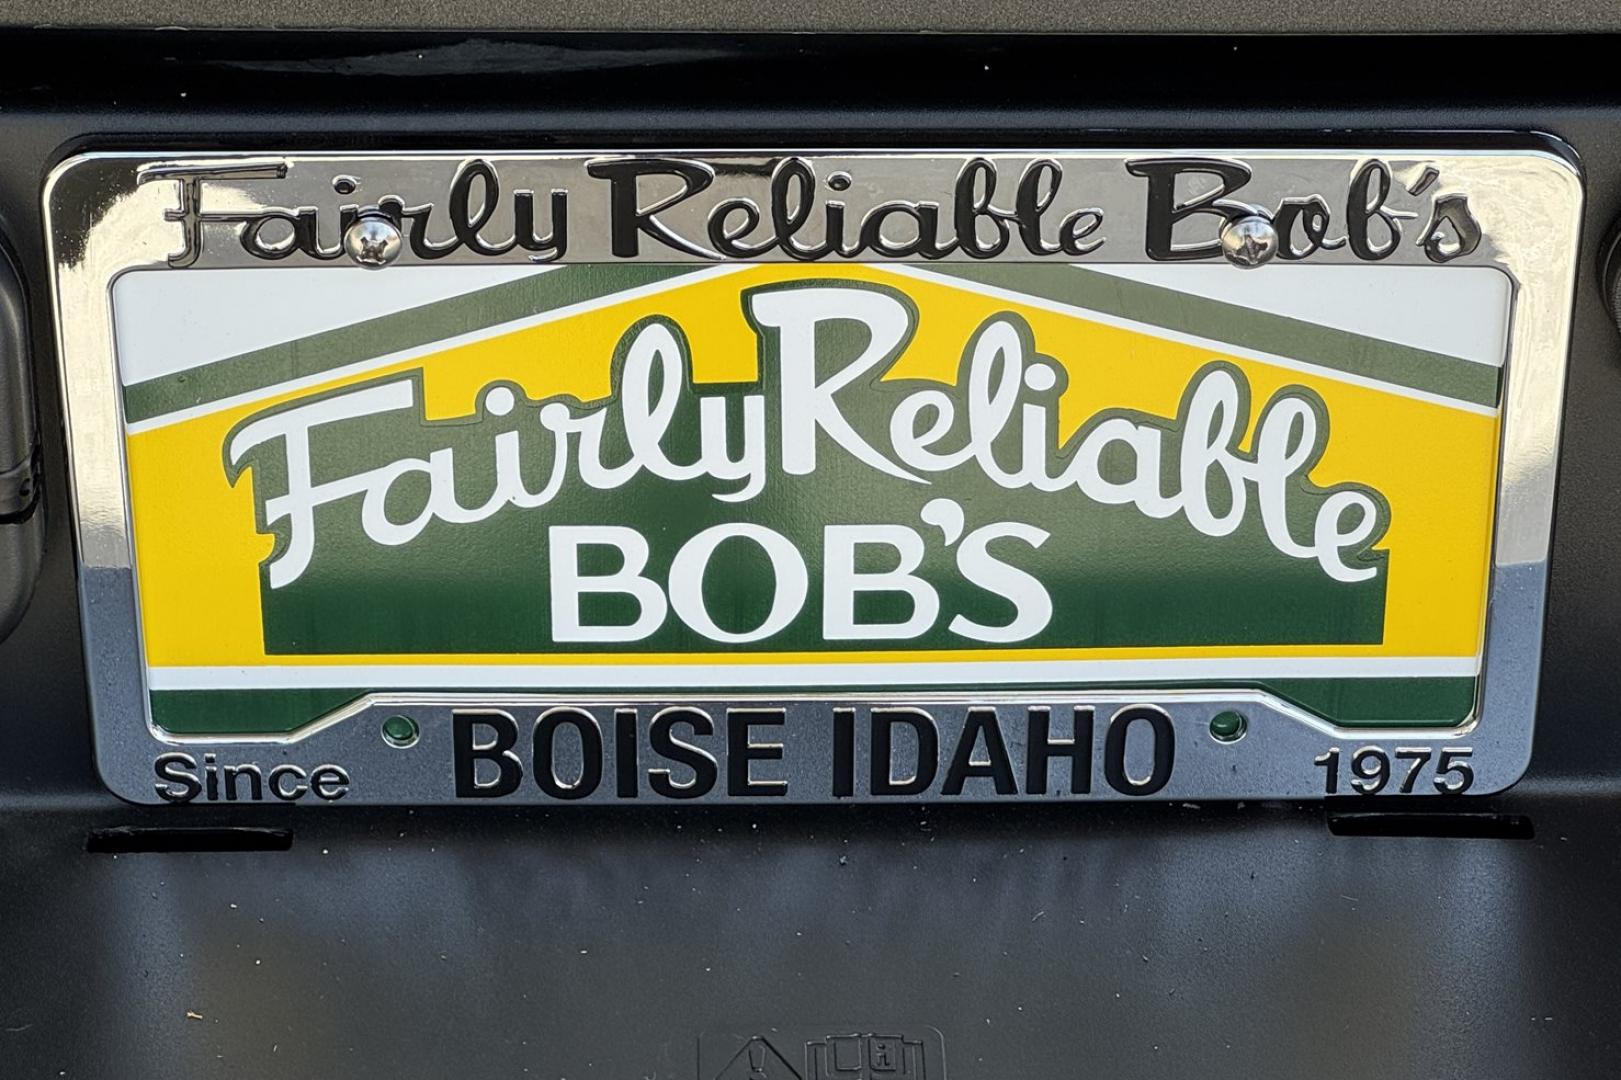 Fairly Reliable Bob's
Fairly Reliable
BOB'S
BOISE IDAHO
Since 1975